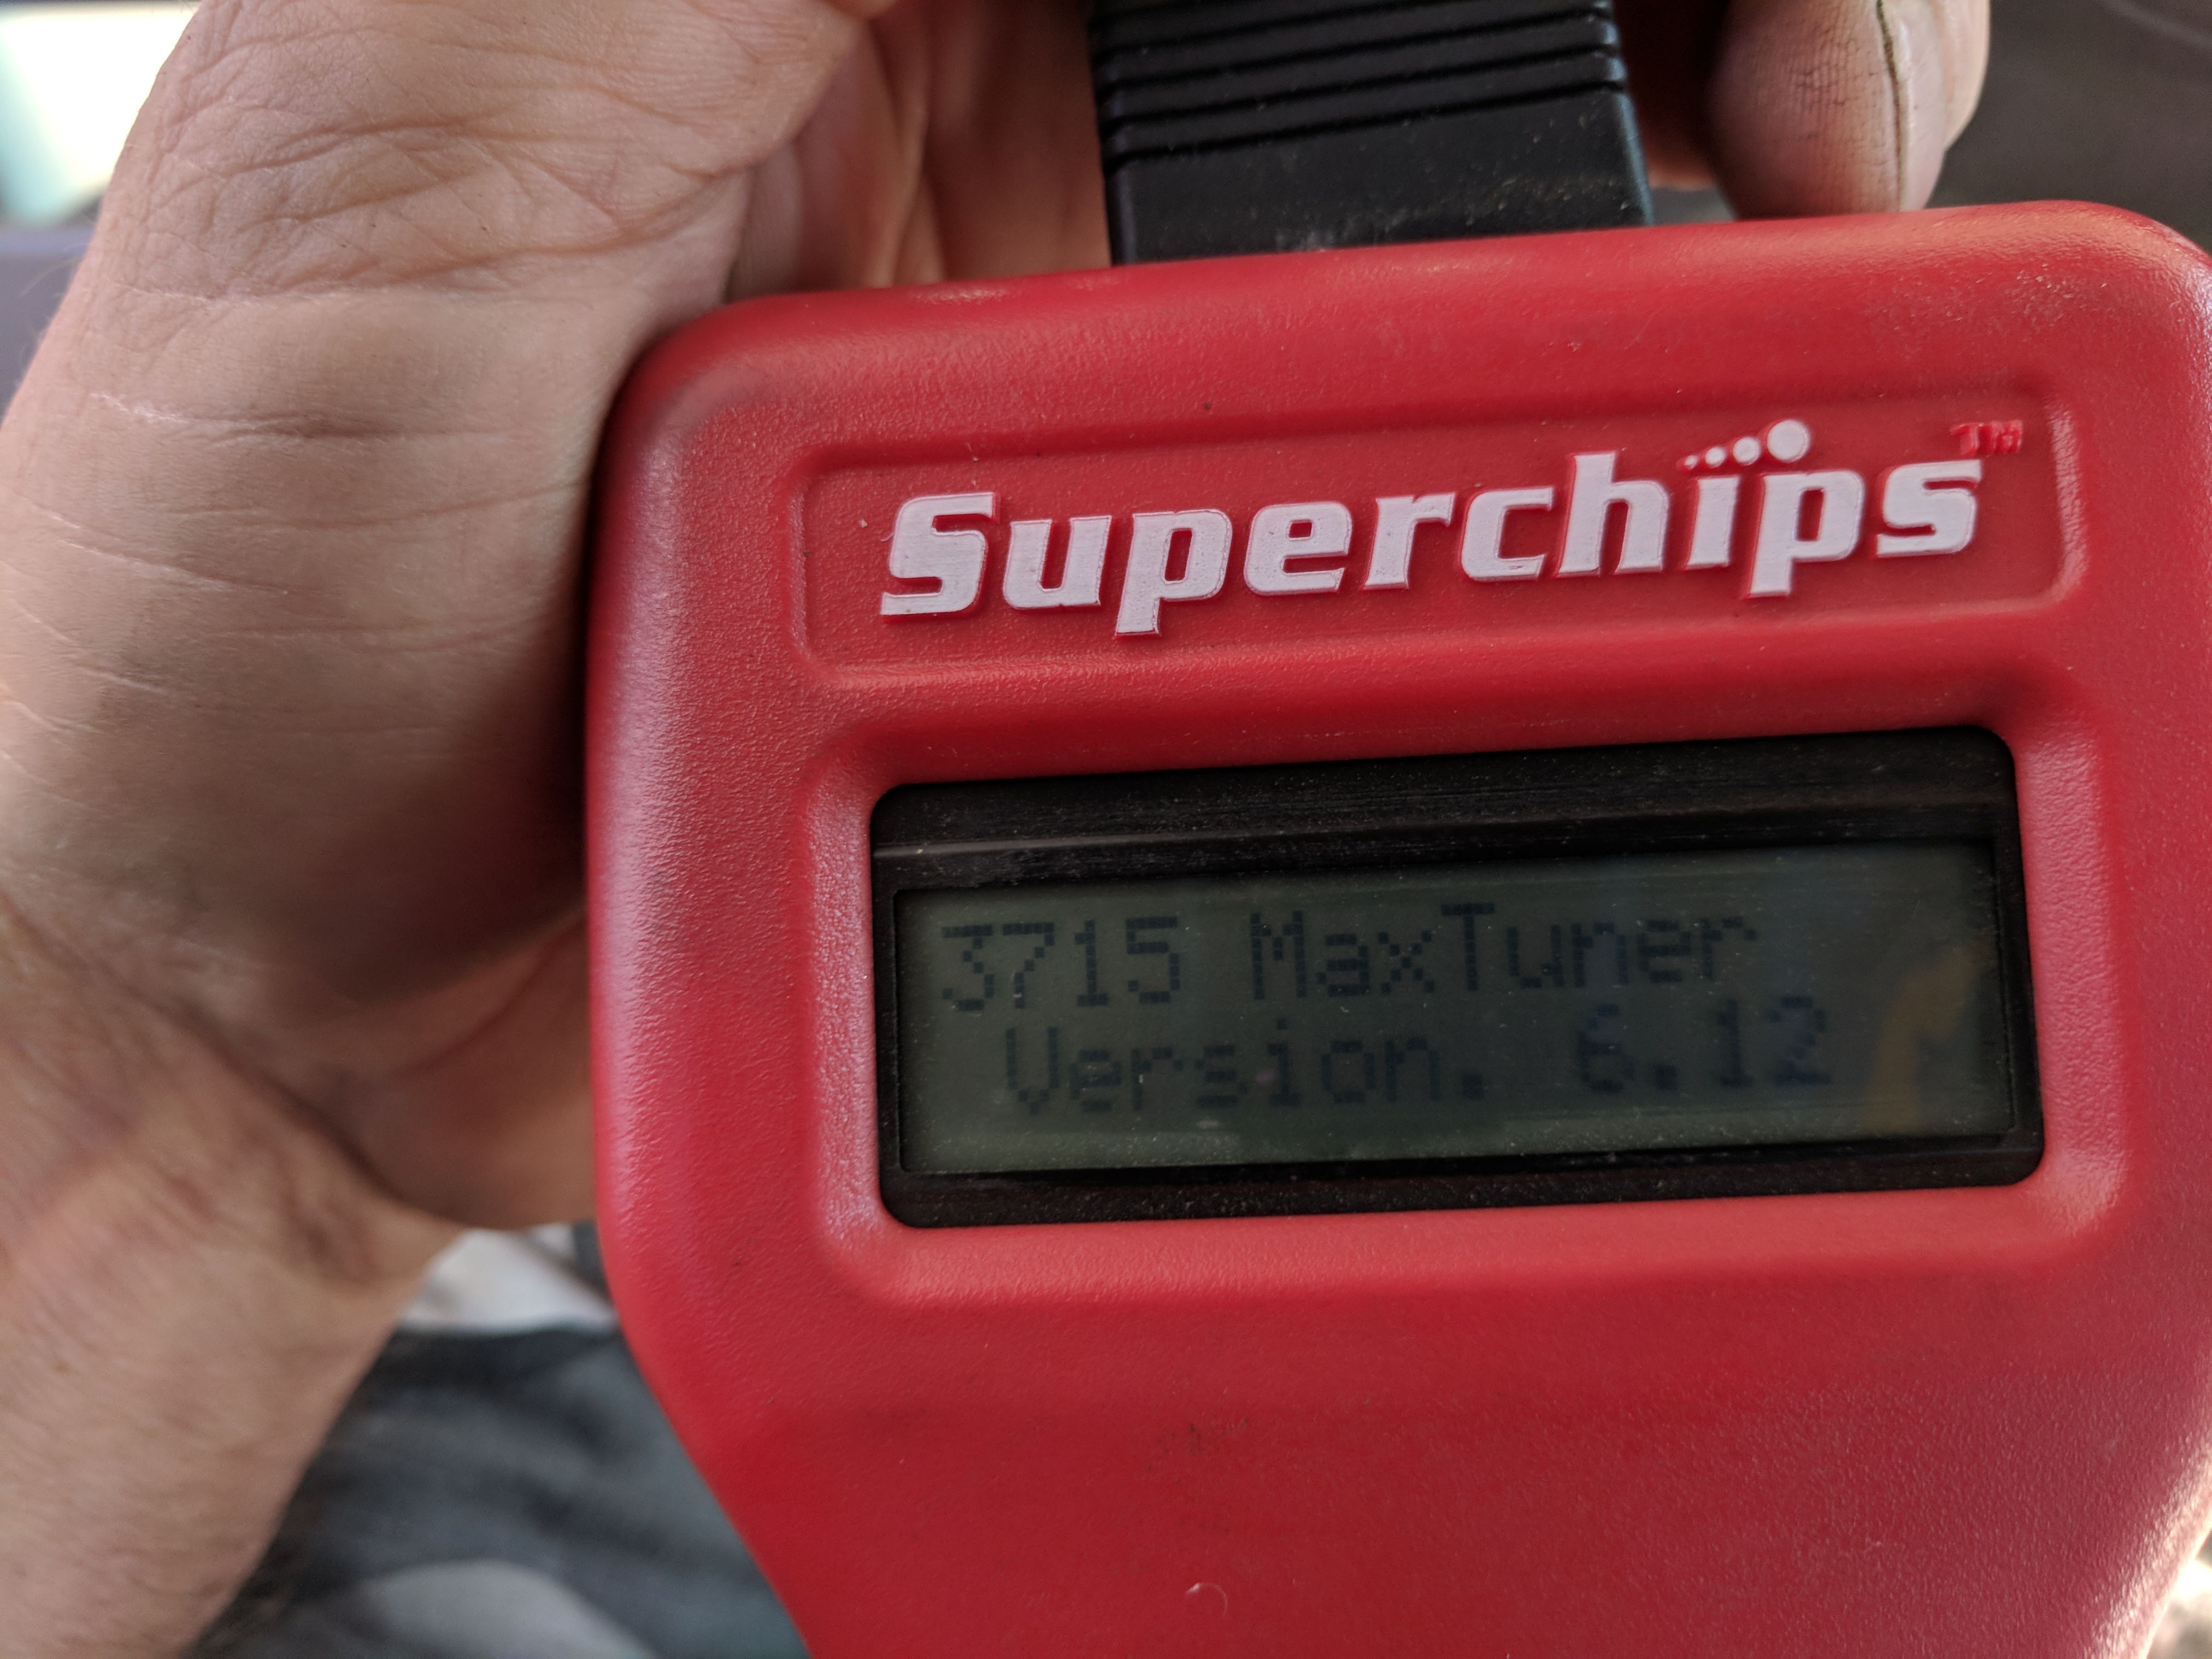 Superchips™
3715 MaxTuner
Version. 6.12